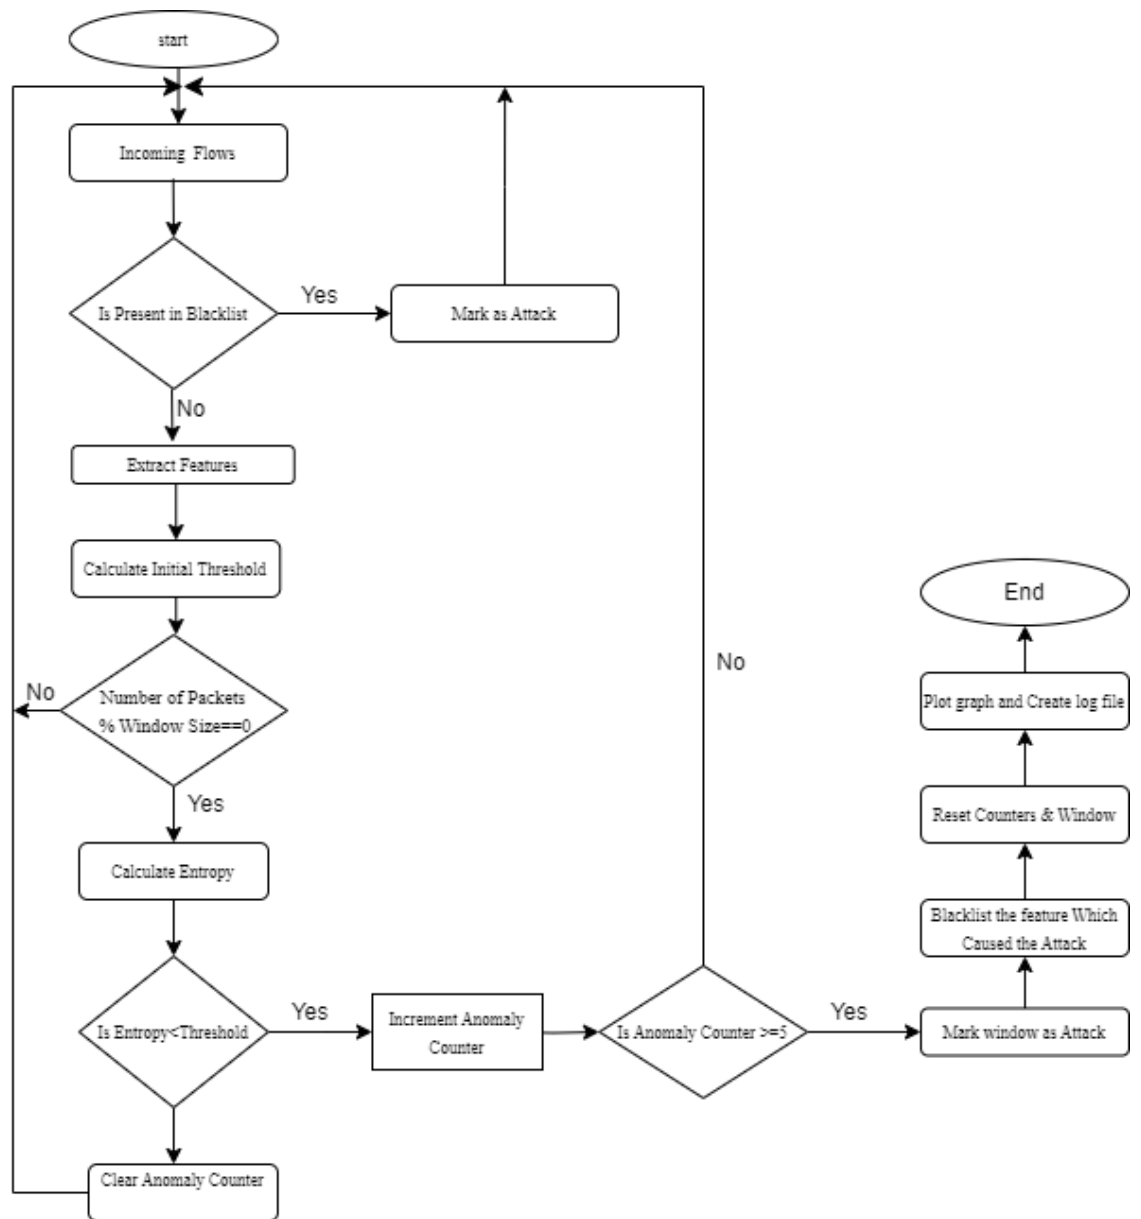 start
Incoming Flows
Is Present in Blacklist
Yes
Mark as Attack
No
Extract Features
Calculate Initial Threshold
No
Number of Packets
% Window Size==0
Yes
Calculate Entropy
Is Entropy<Threshold
Yes
Increment Anomaly
Counter
Is Anomaly Counter >=5
No
Yes
Mark window as Attack
Blacklist the feature Which
Caused the Attack
Reset Counters & Window
Plot graph and Create log file
End
Clear Anomaly Counter